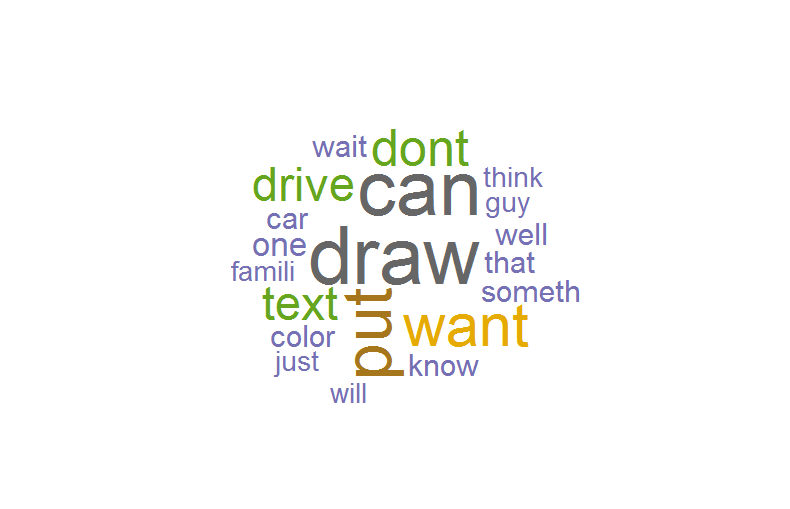 wait
dont
drive
can
think
guy
car
one
draw
well
that
famili
someth
text
put
want
color
just
know
will